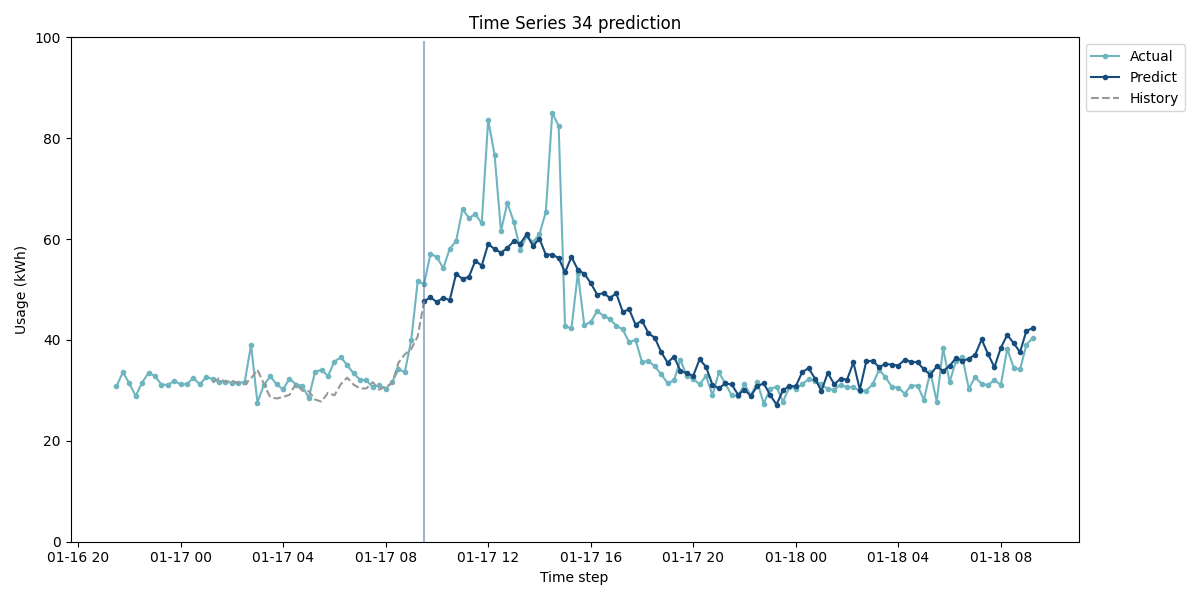 Time Series 34 prediction
Usage (kWh)
100
80
60
40
20
0
01-16 20
01-17 00
01-17 04
01-17 08
01-17 12
01-17 16
01-17 20
01-18 00
01-18 04
01-18 08
Time step
Actual
Predict
History